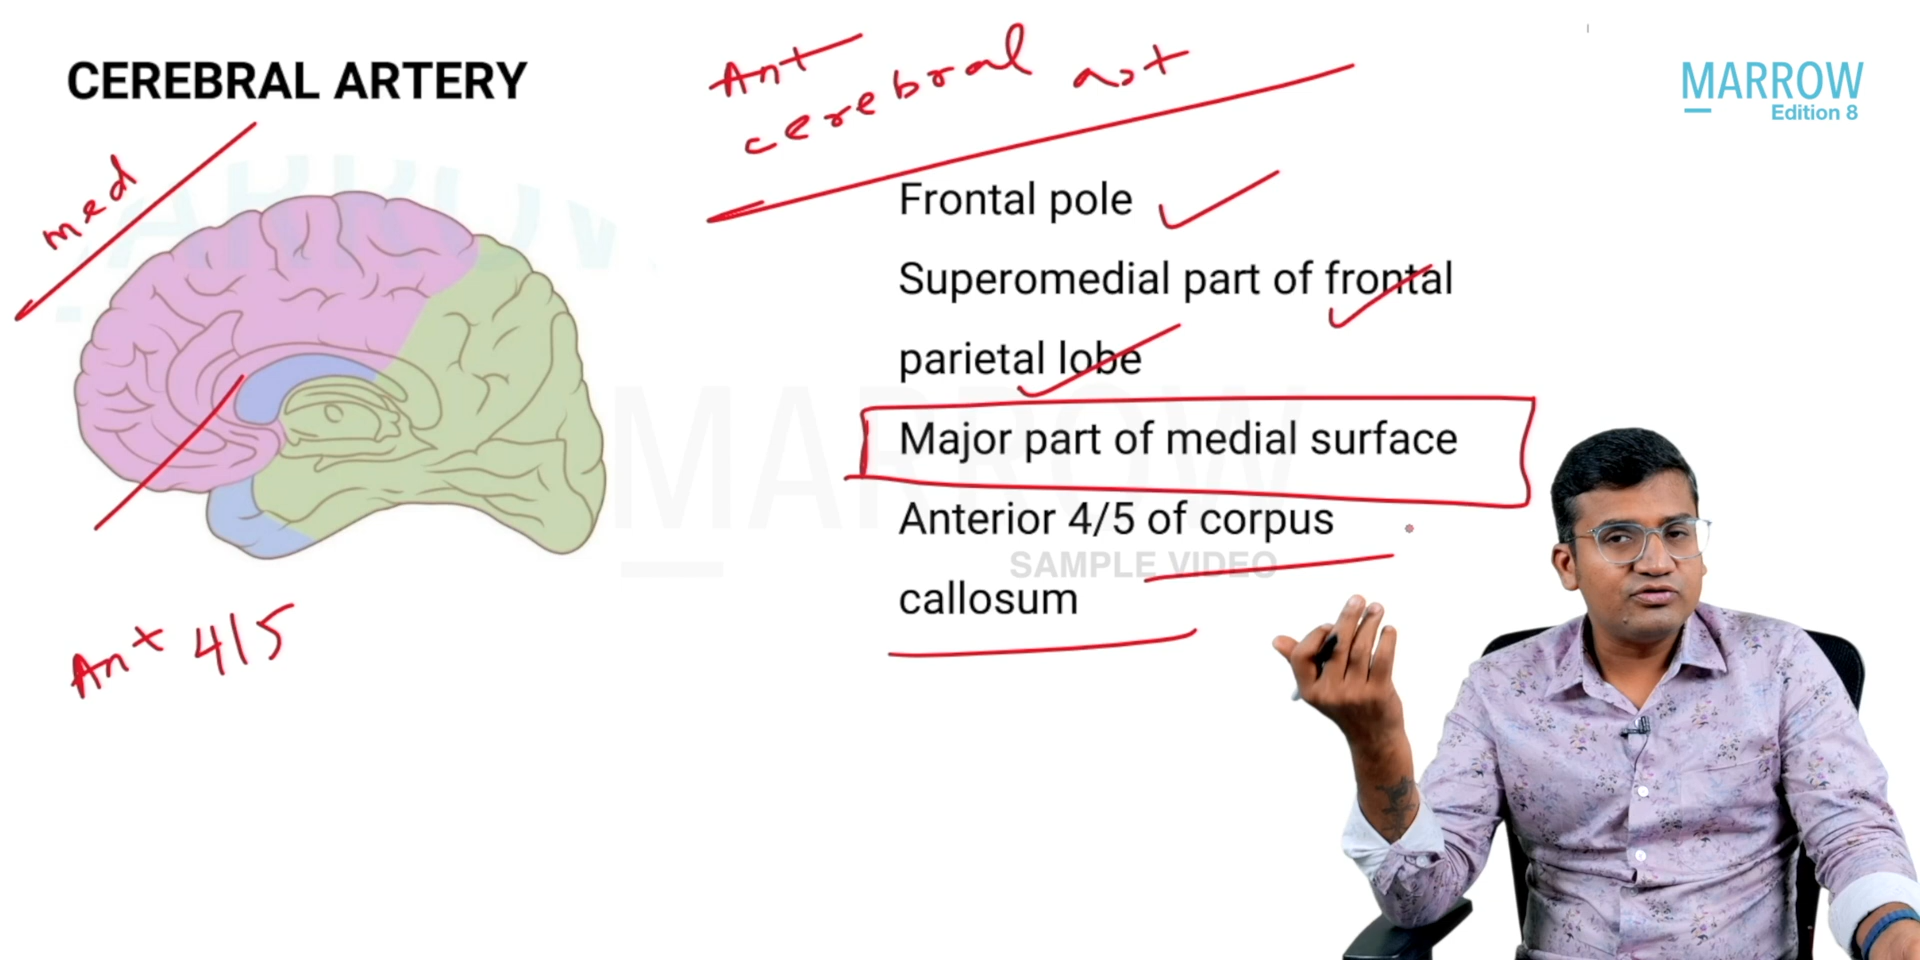 CEREBRAL ARTERY
Ant
cerebral art
MARROW
Edition 8
med
Frontal pole
Superomedial part of frontal
parietal lobe
Major part of medial surface
Anterior 4/5 of corpus
callosum
MARROW
SAMPLE VIDEO
Ant 4/5